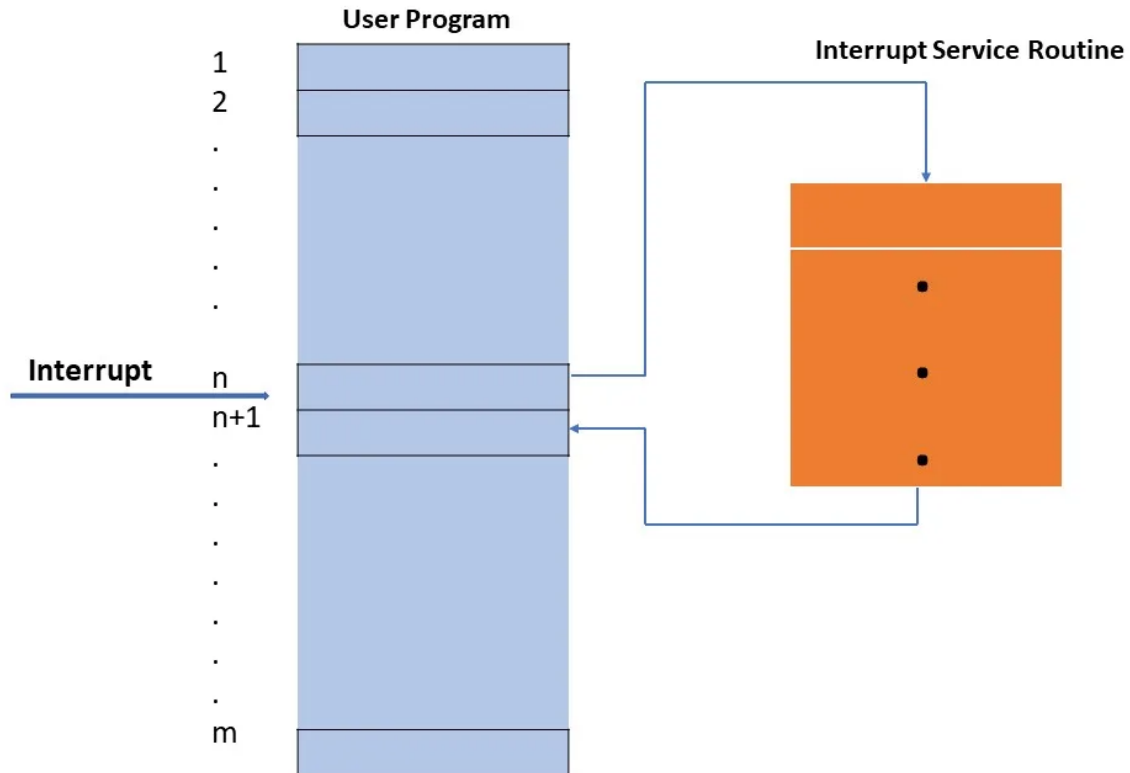 User Program
Interrupt Service Routine
1
2
.
.
.
.
.
Interrupt
n
n+1
.
.
.
.
.
.
.
m